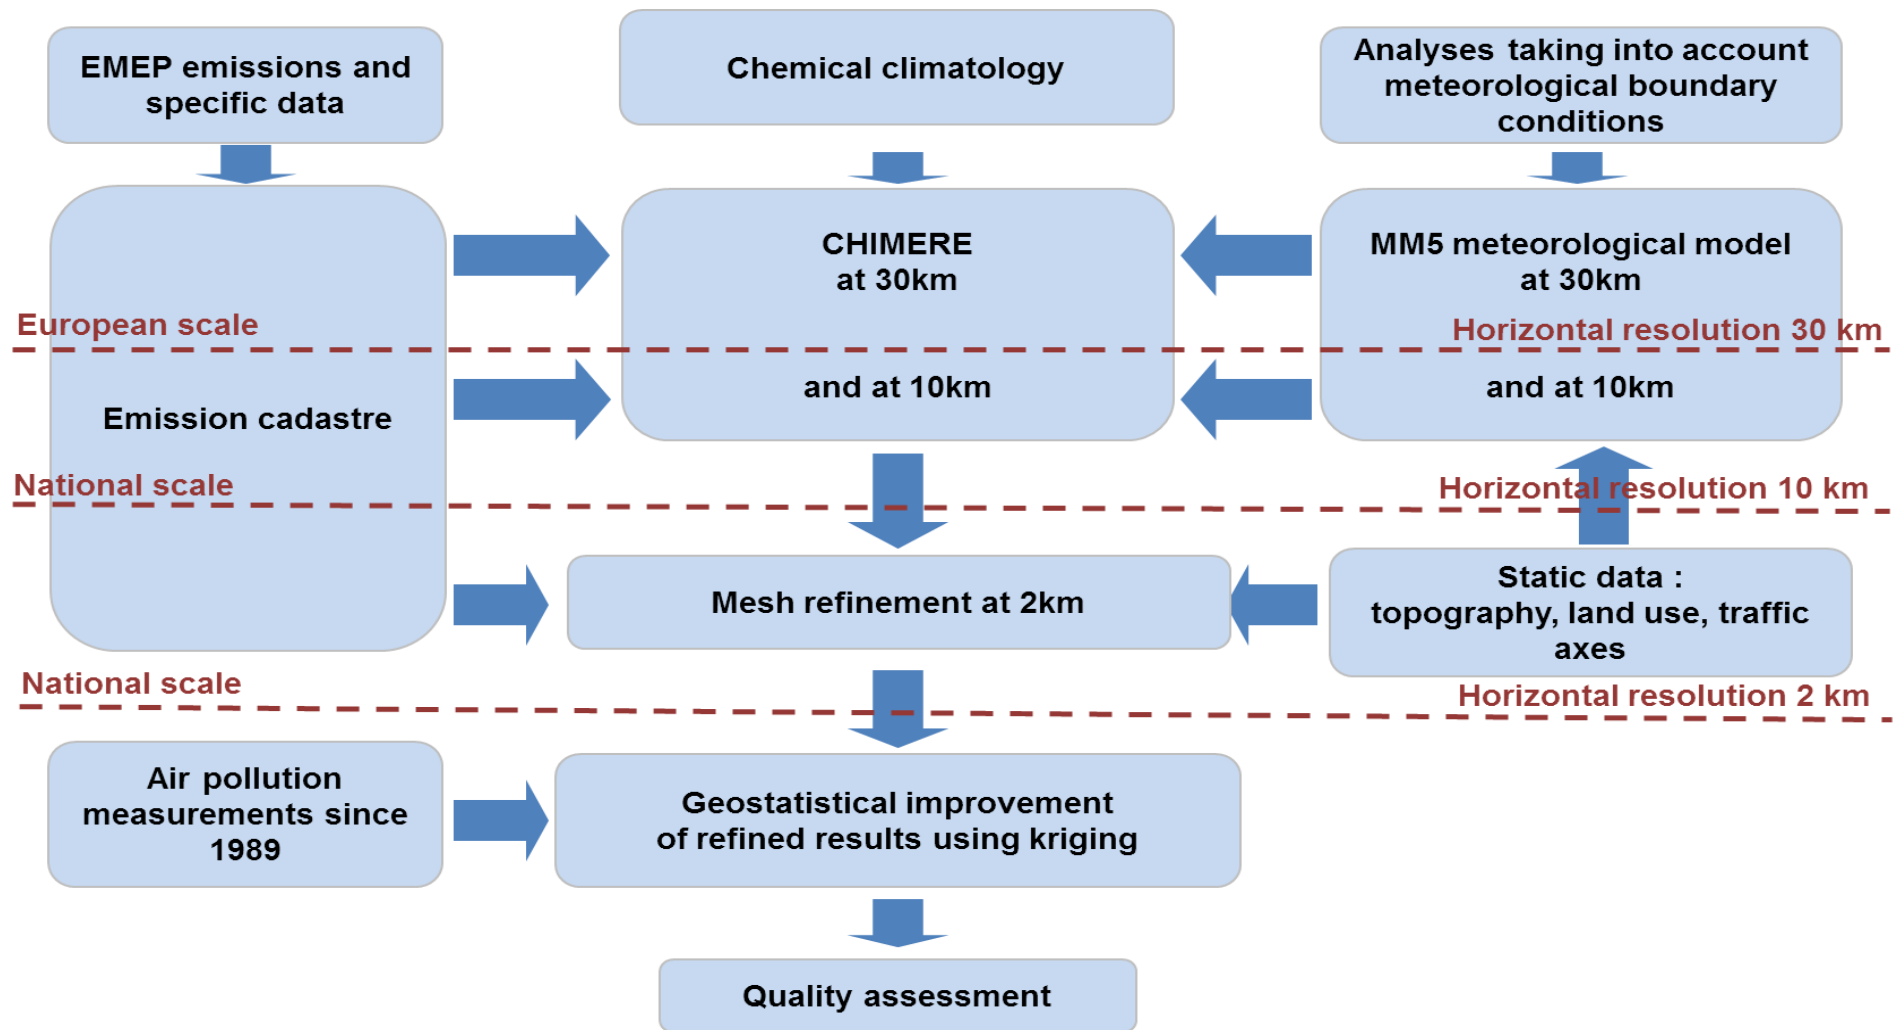 EMEP emissions and
specific data
Chemical climatology
Analyses taking into account
meteorological boundary
conditions
CHIMERE
at 30km
MM5 meteorological model
at 30km
European scale
Horizontal resolution 30 km
and at 10km
and at 10km
Emission cadastre
National scale
Horizontal resolution 10 km
Mesh refinement at 2km
Static data :
topography, land use, traffic
axes
National scale
Horizontal resolution 2 km
Air pollution
measurements since
1989
Geostatistical improvement
of refined results using kriging
Quality assessment